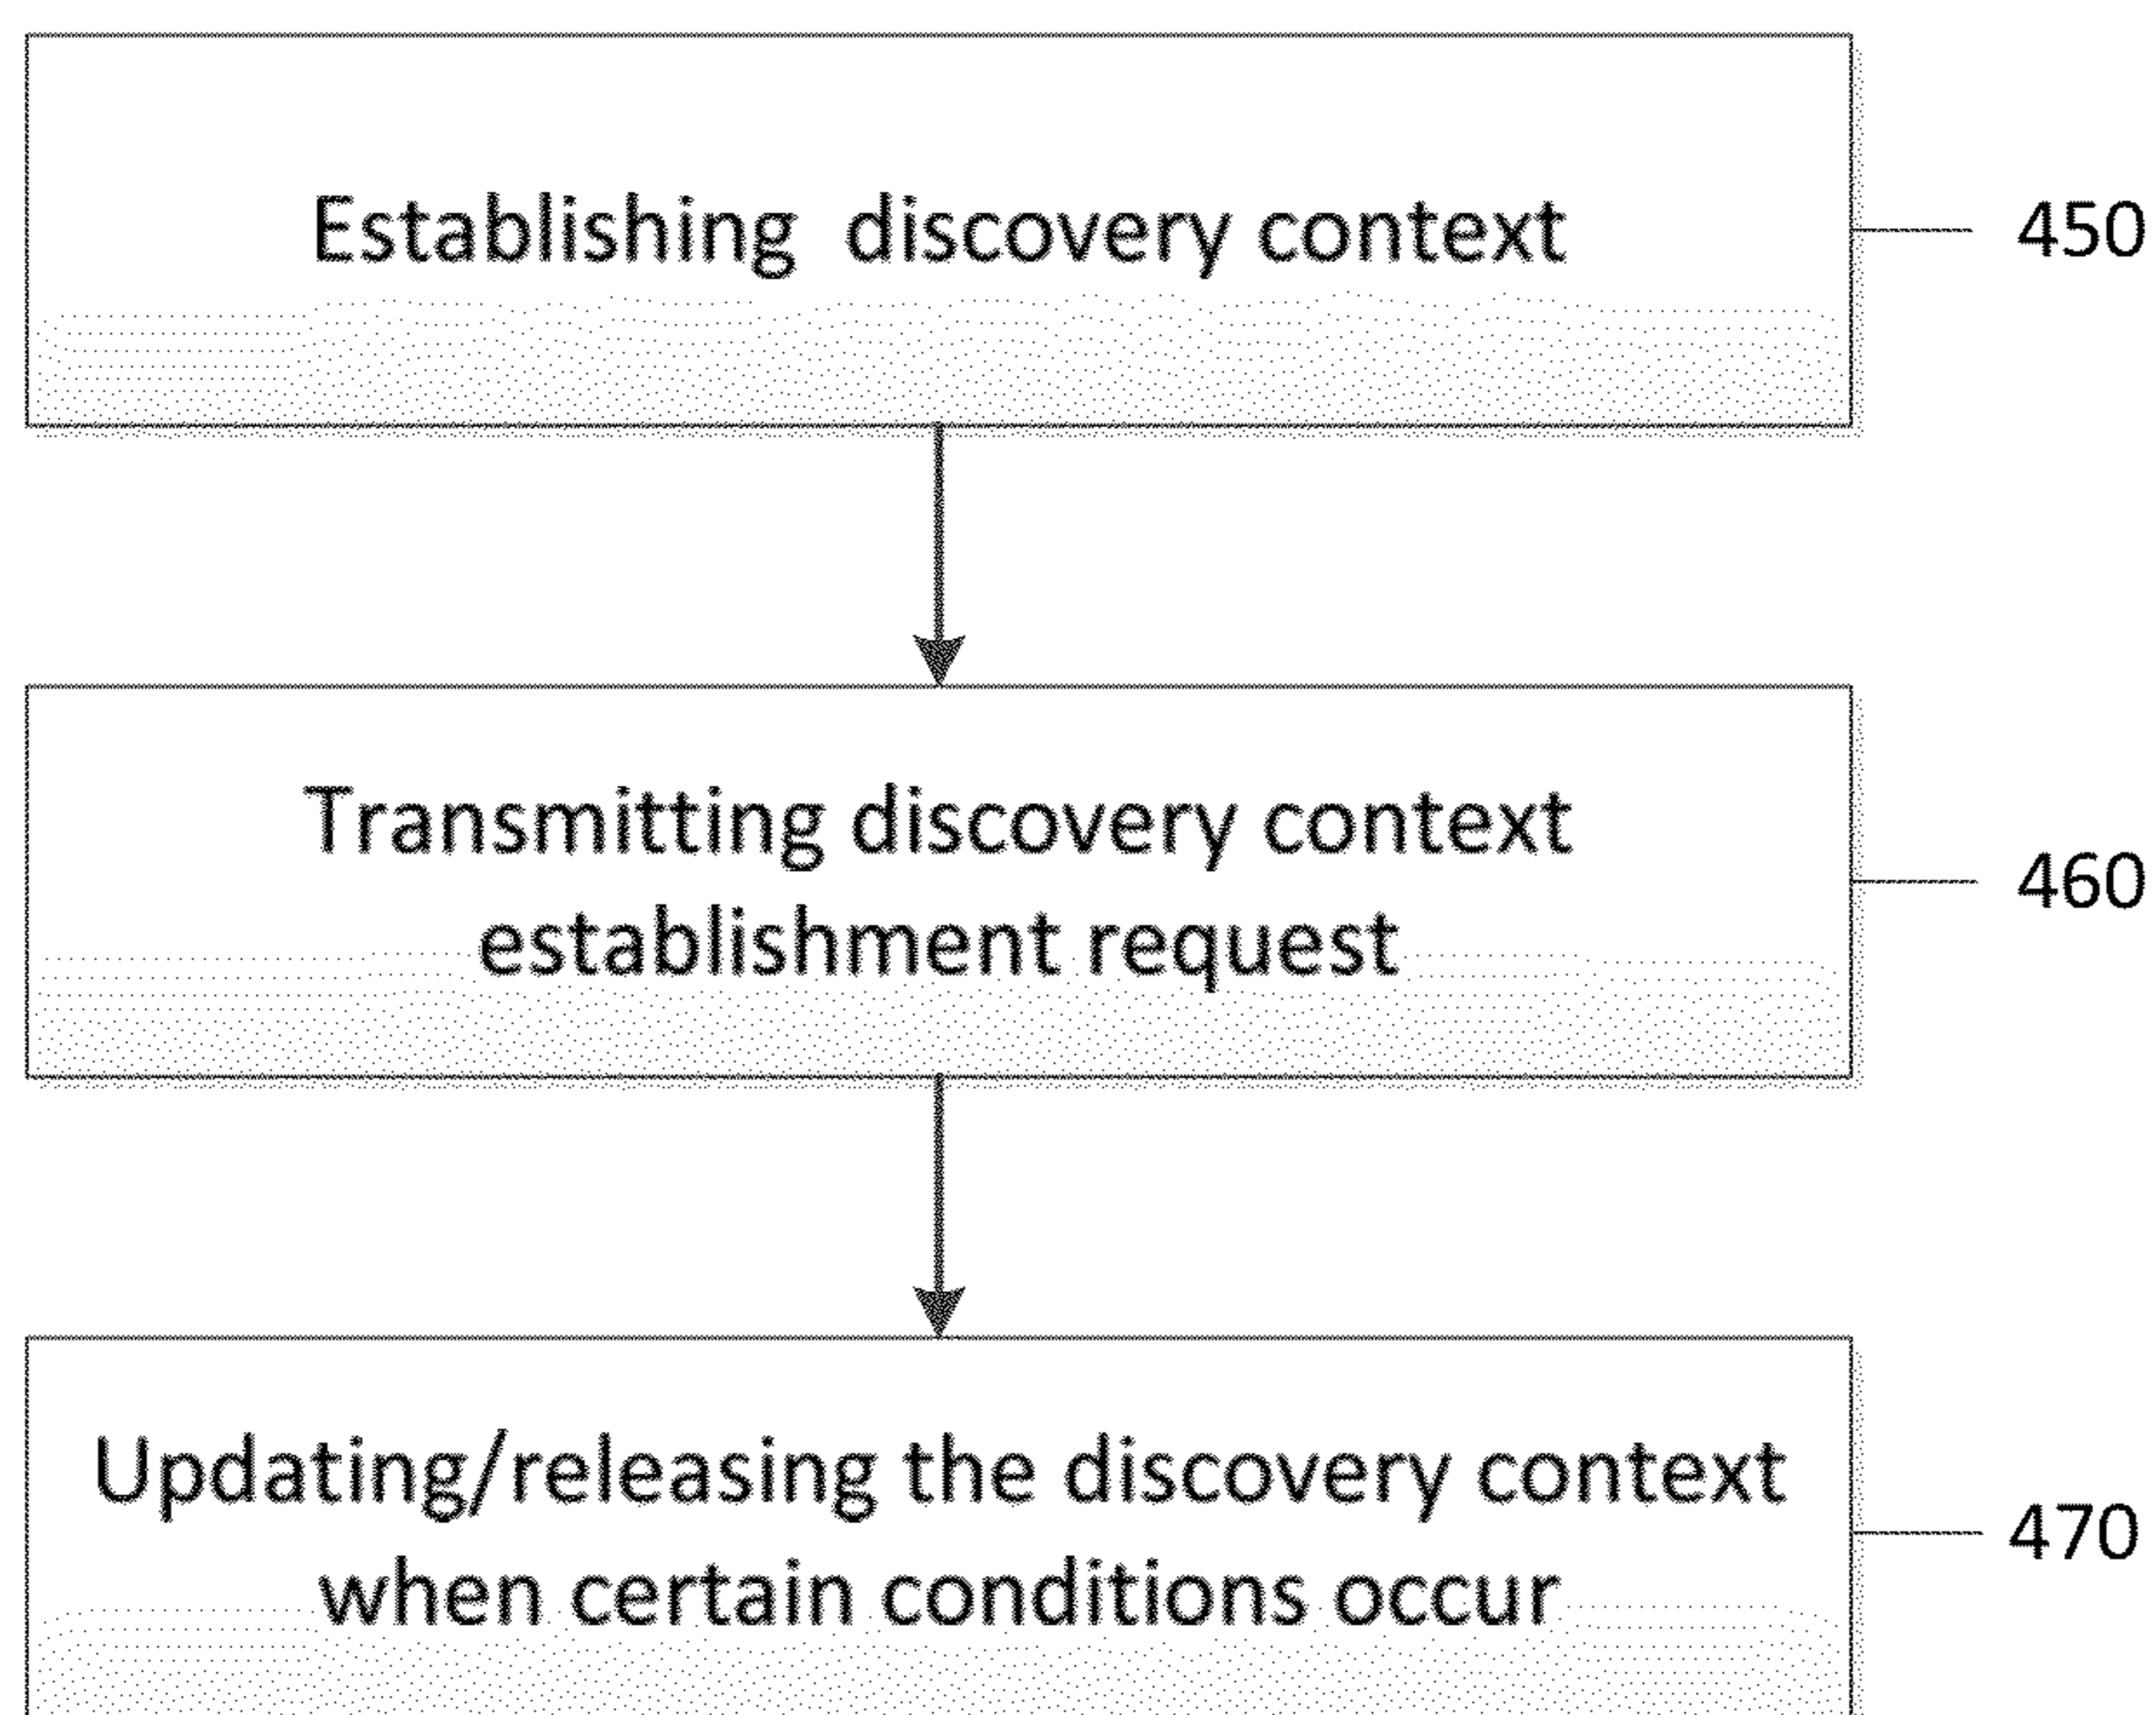 Establishing discovery context
450
Transmitting discovery context
establishment request
460
Updating/releasing the discovery context
when certain conditions occur
470